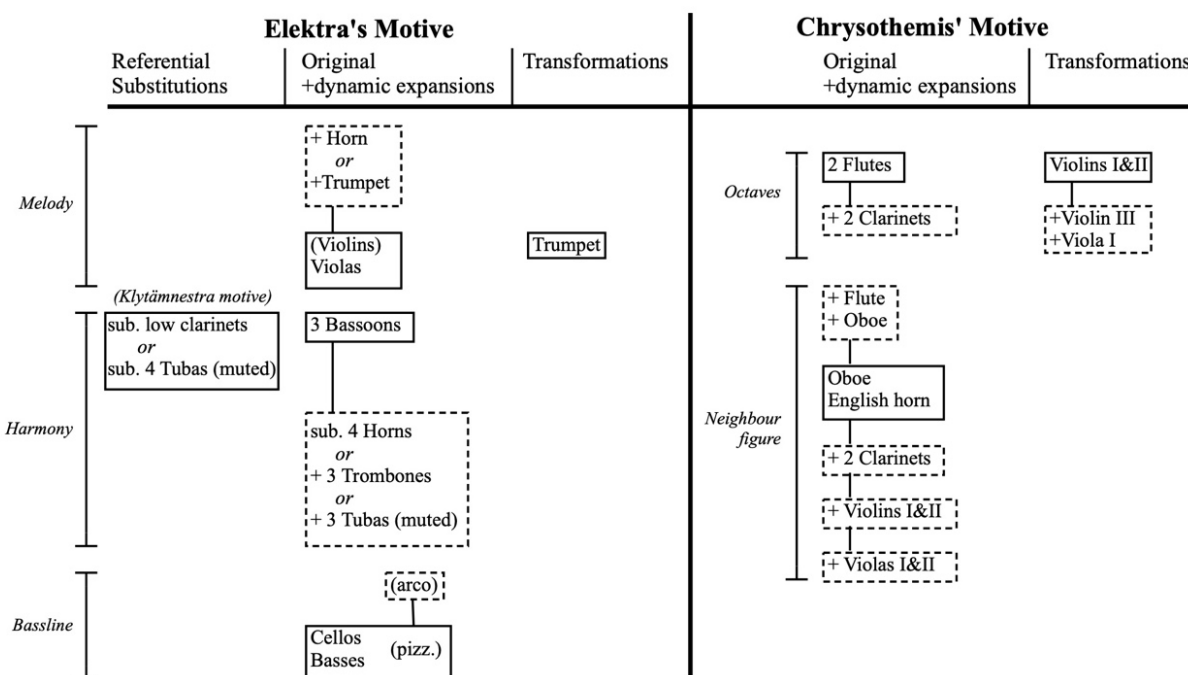 Elektra's Motive
Referential
Substitutions
Original
+dynamic expansions
Transformations
Melody
+ Horn
or
+Trumpet
(Violins)
Violas
Trumpet
(Klytämnestra motive)
sub. low clarinets
or
sub. 4 Tubas (muted)
3 Bassoons
Harmony
sub. 4 Horns
or
+ 3 Trombones
or
+ 3 Tubas (muted)
Bassline
(arco)
Cellos
Basses
(pizz.)
Chrysothemis' Motive
Original
+dynamic expansions
Transformations
Octaves
2 Flutes
+ 2 Clarinets
Violins I&II
+Violin III
+Viola I
Neighbour
figure
+ Flute
+ Oboe
Oboe
English horn
+ 2 Clarinets
+ Violins I&II
+ Violas I&II